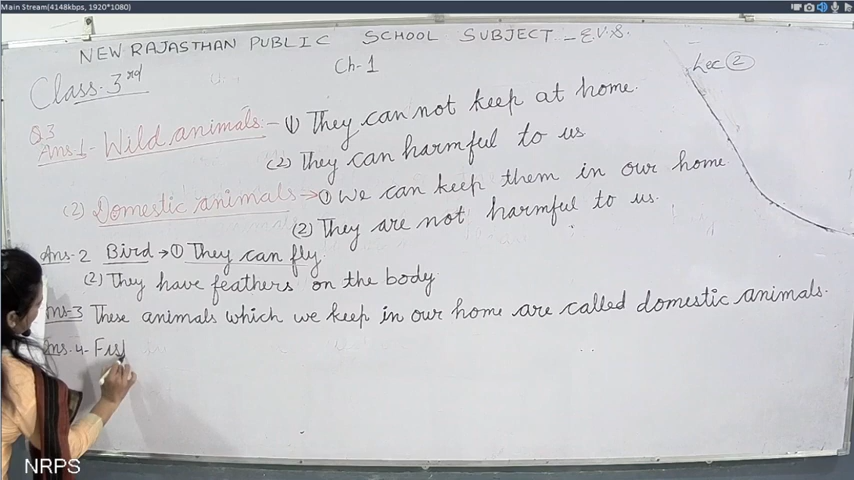 Main Stream(4148kbps, 1920*1080)
NEW RAJASTHAN PUBLIC SCHOOL SUBJECT - E.V.S.
Ch-1
Lec 2
Class-3rd
Q.3
Ans 1- Wild animals:- (1) They can not keep at home.
(2) They can harmful to us
(2) Domestic animals → (1) We can keep them in our home.
(2) They are not harmful to us.
Ans-2 Bird → (1) They can fly.
(2) They have feathers on the body
Ans-3 These animals which we keep in our home are called domestic animals.
Ans.4- Fis
NRPS